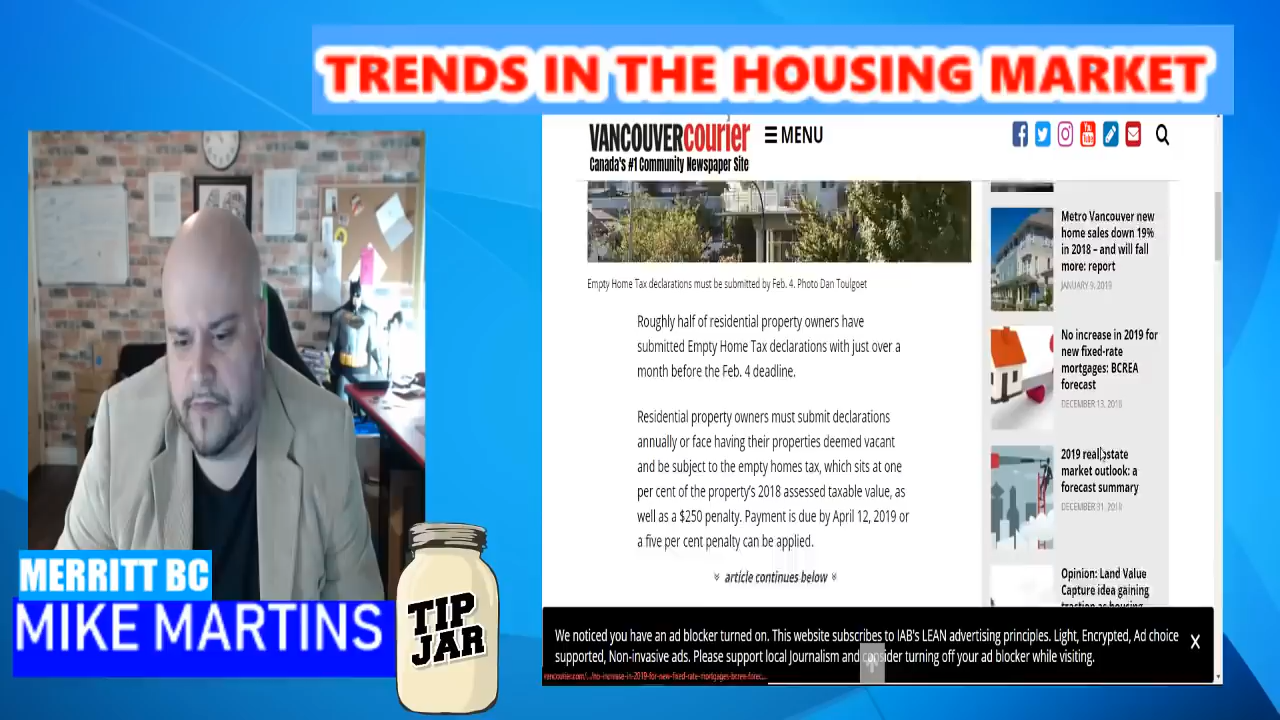 TRENDS IN THE HOUSING MARKET
VANCOUVERcourier
Canada's #1 Community Newspaper Site
MENU
Empty Home Tax declarations must be submitted by Feb. 4. Photo Dan Toulgoet
Roughly half of residential property owners have
submitted Empty Home Tax declarations with just over a
month before the Feb. 4 deadline.
Residential property owners must submit declarations
annually or face having their properties deemed vacant
and be subject to the empty homes tax, which sits at one
per cent of the property's 2018 assessed taxable value, as
well as a $250 penalty. Payment is due by April 12, 2019 or
a five per cent penalty can be applied.
article continues below
Metro Vancouver new
home sales down 19%
in 2018 – and will fall
more: report
JANUARY 9, 2019
No increase in 2019 for
new fixed-rate
mortgages: BCREA
forecast
DECEMBER 13, 2018
2019 real estate
market outlook: a
forecast summary
DECEMBER 31, 2018
Opinion: Land Value
Capture idea gaining
traction as housing
We noticed you have an ad blocker turned on. This website subscribes to IAB's LEAN advertising principles. Light, Encrypted, Ad choice
supported, Non-invasive ads. Please support local Journalism and consider turning off your ad blocker while visiting.
X
MERRITT BC
MIKE MARTINS
TIP
JAR